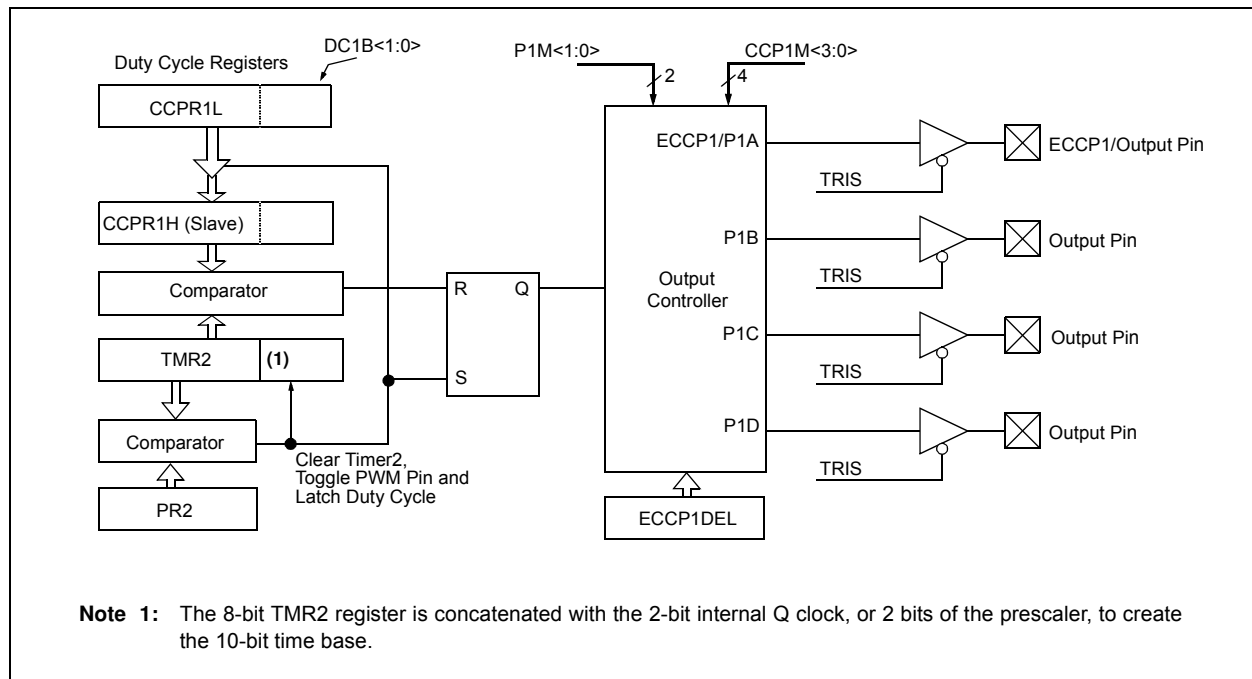 DC1B<1:0>
Duty Cycle Registers
CCPR1L
CCPR1H (Slave)
Comparator
TMR2
(1)
Comparator
PR2
Clear Timer2,
Toggle PWM Pin and
Latch Duty Cycle
R
Q
S
P1M<1:0>
2
CCP1M<3:0>
4
Output
Controller
ECCP1/P1A
P1B
P1C
P1D
ECCP1DEL
TRIS
ECCP1/Output Pin
TRIS
Output Pin
TRIS
Output Pin
TRIS
Output Pin
Note 1: The 8-bit TMR2 register is concatenated with the 2-bit internal Q clock, or 2 bits of the prescaler, to create
the 10-bit time base.